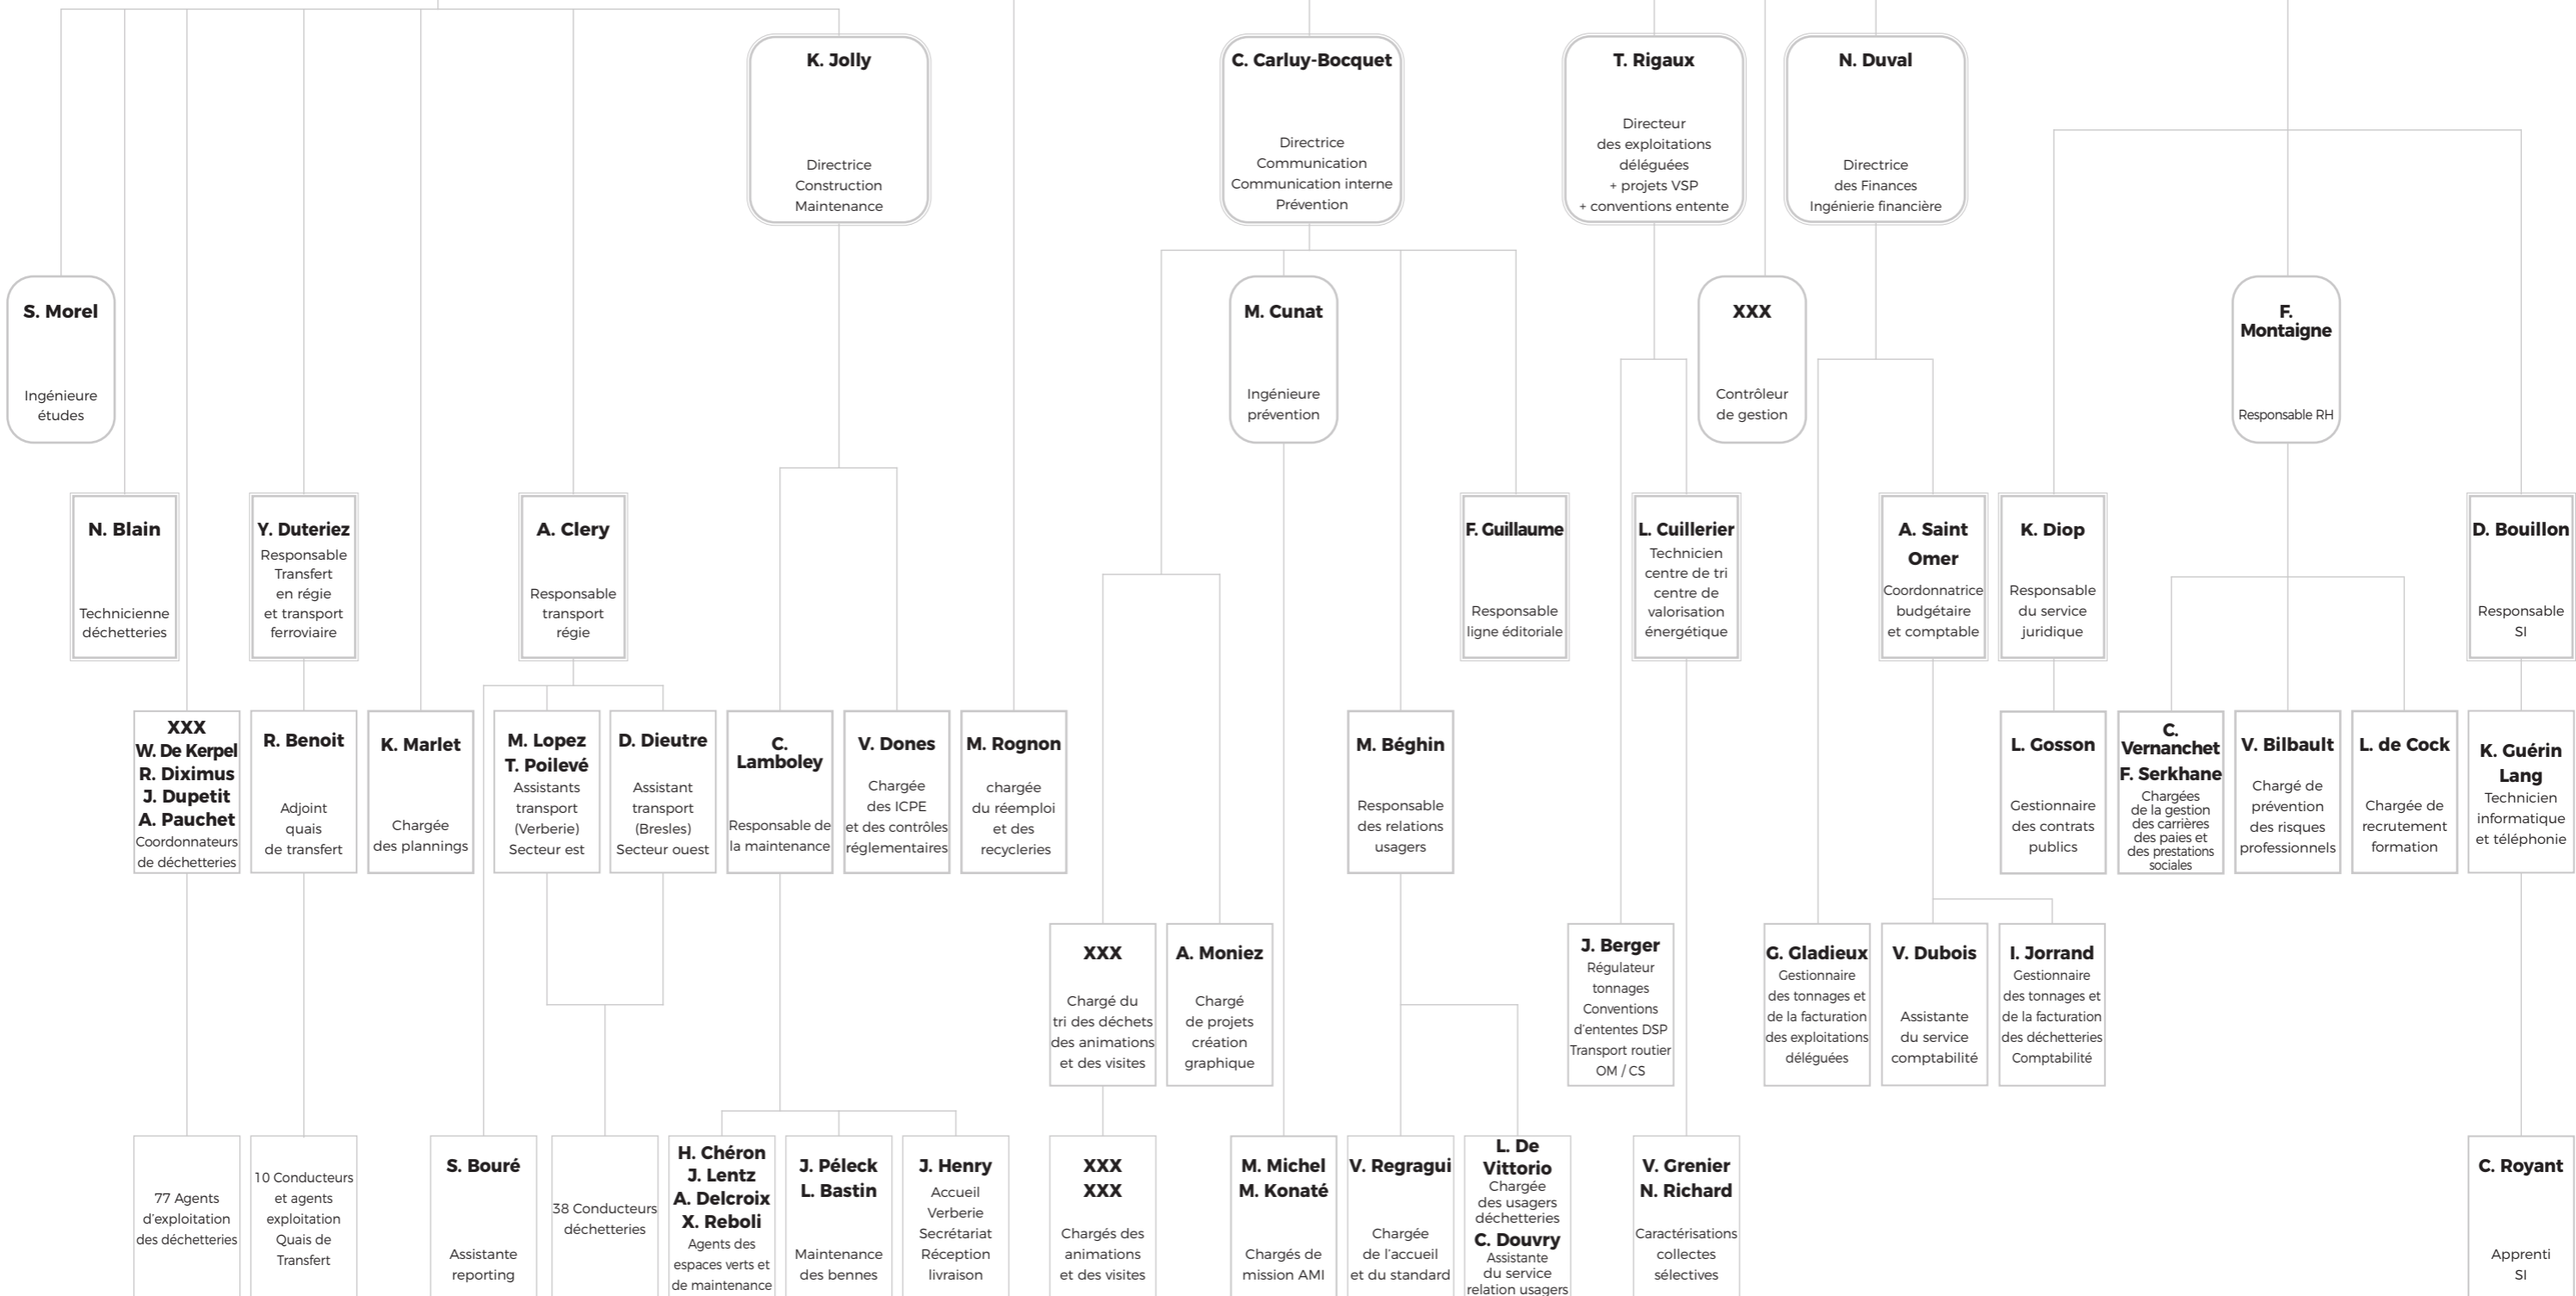 K. Jolly
Directrice
Construction
Maintenance
C. Carluy-Bocquet
Directrice
Communication
Communication interne
Prévention
T. Rigaux
Directeur
des exploitations
déléguées
+ projets VSP
+ conventions entente
N. Duval
Directrice
des Finances
Ingénierie financière
S. Morel
Ingénieure
études
M. Cunat
Ingénieure
prévention
XXX
Contrôleur
de gestion
F.
Montaigne
Responsable RH
N. Blain
Technicienne
déchetteries
Y. Duteriez
Responsable
Transfert
en régie
et transport
ferroviaire
A. Clery
Responsable
transport
régie
F. Guillaume
Responsable
ligne éditoriale
L. Cuillerier
Technicien
centre de tri
centre de
valorisation
énergétique
A. Saint
Omer
Coordonnatrice
budgétaire
et comptable
K. Diop
Responsable
du service
juridique
D. Bouillon
Responsable
SI
XXX
W. De Kerpel
R. Diximus
J. Dupetit
A. Pauchet
Coordonnateurs
de déchetteries
R. Benoit
Adjoint
quais
de transfert
K. Marlet
Chargée
des plannings
M. Lopez
T. Poilevé
Assistants
transport
(Verberie)
Secteur est
D. Dieutre
Assistant
transport
(Bresles)
Secteur ouest
C.
Lamboley
Responsable de
la maintenance
V. Dones
Chargée
des ICPE
et des contrôles
réglementaires
M. Rognon
chargée
du réemploi
et des
recycleries
M. Béghin
Responsable
des relations
usagers
L. Gosson
Gestionnaire
des contrats
publics
C.
Vernanchet
F. Serkhane
Chargées
de la gestion
des carrières
des paies et
des prestations
sociales
V. Bilbault
Chargé de
prévention
des risques
professionnels
L. de Cock
Chargée de
recrutement
formation
K. Guérin
Lang
Technicien
informatique
et téléphonie
XXX
Chargé du
tri des déchets
des animations
et des visites
A. Moniez
Chargé
de projets
création
graphique
J. Berger
Régulateur
tonnages
Conventions
d'ententes DSP
Transport routier
OM / CS
G. Gladieux
Gestionnaire
des tonnages et
de la facturation
des exploitations
déléguées
V. Dubois
Assistante
du service
comptabilité
I. Jorrand
Gestionnaire
des tonnages et
de la facturation
des déchetteries
Comptabilité
77 Agents
d'exploitation
des déchetteries
10 Conducteurs
et agents
exploitation
Quais de
Transfert
S. Bouré
Assistante
reporting
38 Conducteurs
déchetteries
H. Chéron
J. Lentz
A. Delcroix
X. Reboli
Agents des
espaces verts et
de maintenance
J. Péleck
L. Bastin
Maintenance
des bennes
J. Henry
Accueil
Verberie
Secrétariat
Réception
livraison
XXX
XXX
Chargés des
animations
et des visites
M. Michel
M. Konaté
Chargés de
mission AMI
V. Regragui
Chargée
de l'accueil
et du standard
L. De
Vittorio
Chargée
des usagers
déchetteries
C. Douvry
Assistante
du service
relation usagers
V. Grenier
N. Richard
Caractérisations
collectes
sélectives
C. Royant
Apprenti
SI